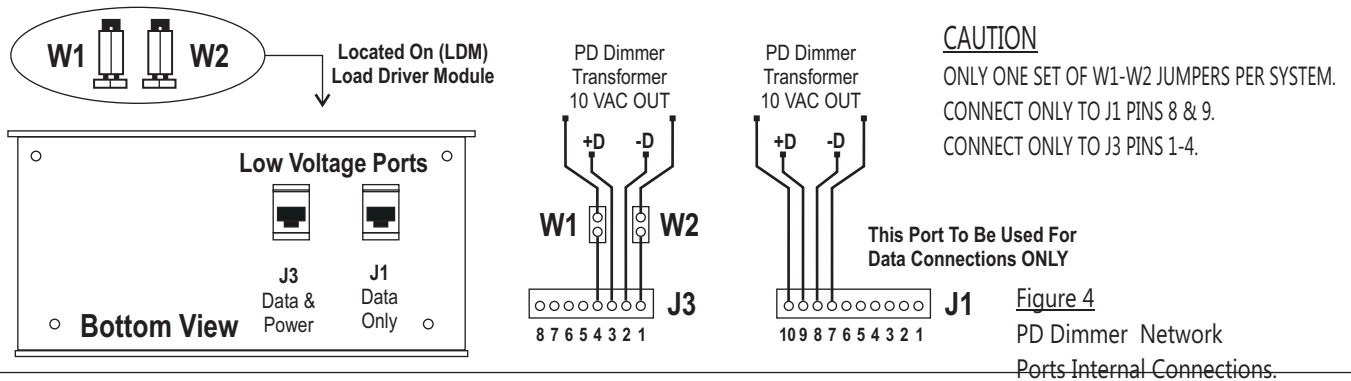 W1 W2
Located On (LDM)
Load Driver Module
Low Voltage Ports
J3
Data &
Power
J1
Data
Only
Bottom View
PD Dimmer
Transformer
10 VAC OUT
+D -D
W1 W2
J3
8 7 6 5 4 3 2 1
PD Dimmer
Transformer
10 VAC OUT
+D -D
This Port To Be Used For
Data Connections ONLY
J1
10 9 8 7 6 5 4 3 2 1
CAUTION
ONLY ONE SET OF W1-W2 JUMPERS PER SYSTEM.
CONNECT ONLY TO J1 PINS 8 & 9.
CONNECT ONLY TO J3 PINS 1-4.
Figure 4
PD Dimmer Network
Ports Internal Connections.